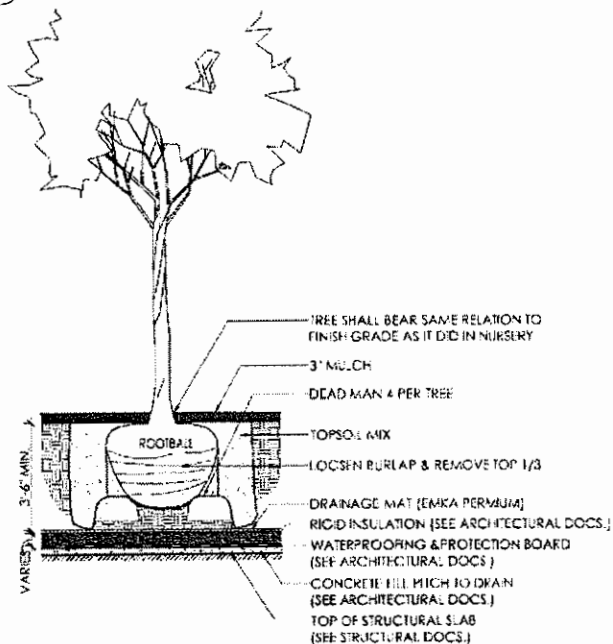 TREE SHALL BEAR SAME RELATION TO
FINISH GRADE AS IT DID IN NURSERY
3" MULCH
DEAD MAN 4 PER TREE
ROOTBALL
TOPSOIL MIX
LOOSEN BURLAP & REMOVE TOP 1/3
3'-6" MIN.
DRAINAGE MAT (EMKA PERMIUM)
RIGID INSULATION (SEE ARCHITECTURAL DOCS.)
WATERPROOFING & PROTECTION BOARD
(SEE ARCHITECTURAL DOCS.)
VARIES
CONCRETE FILL PITCH TO DRAIN
(SEE ARCHITECTURAL DOCS.)
TOP OF STRUCTURAL SLAB
(SEE STRUCTURAL DOCS.)